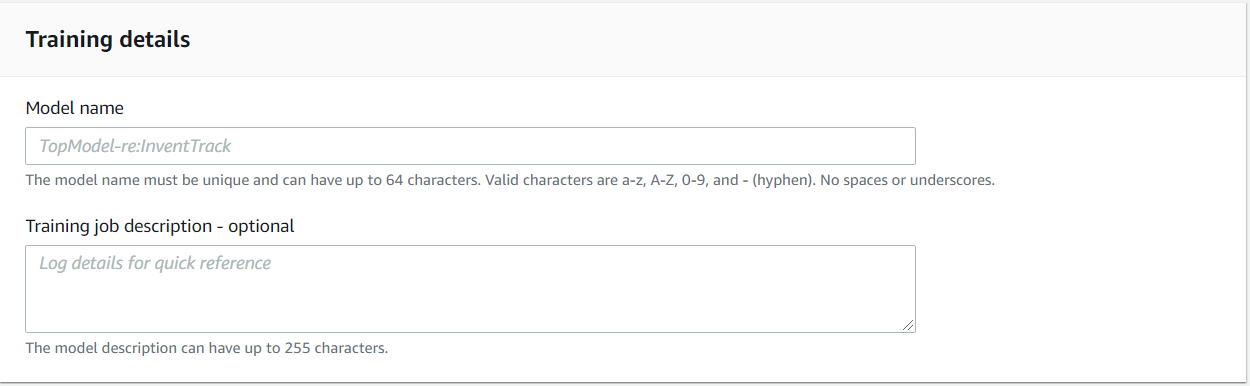 Training details
Model name
TopModel-re:InventTrack
The model name must be unique and can have up to 64 characters. Valid characters are a-z, A-Z, 0-9, and - (hyphen). No spaces or underscores.
Training job description - optional
Log details for quick reference
The model description can have up to 255 characters.